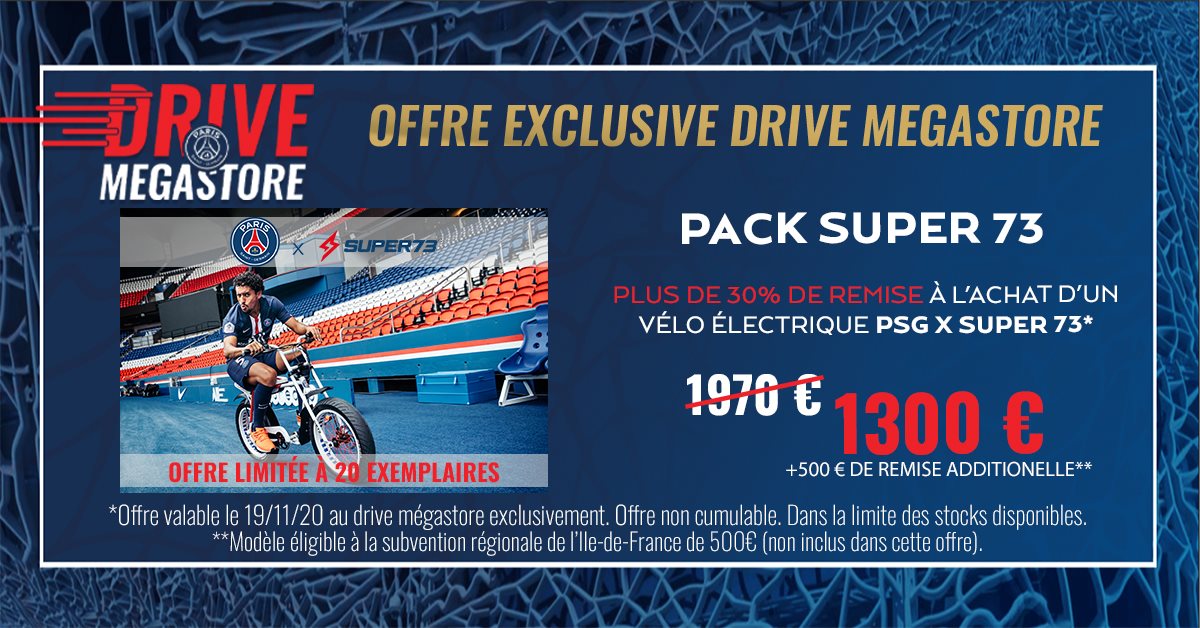 DRIVE
PARIS
MEGASTORE
OFFRE EXCLUSIVE DRIVE MEGASTORE
PARIS
SAINT-GERMAIN
X SUPER73
OFFRE LIMITÉE À 20 EXEMPLAIRES
PACK SUPER 73
PLUS DE 30% DE REMISE À L'ACHAT D'UN
VÉLO ÉLECTRIQUE PSG X SUPER 73*
1970 €
1300 €
+500 € DE REMISE ADDITIONELLE**
*Offre valable le 19/11/20 au drive mégastore exclusivement. Offre non cumulable. Dans la limite des stocks disponibles.
**Modèle éligible à la subvention régionale de l'Ile-de-France de 500€ (non inclus dans cette offre).